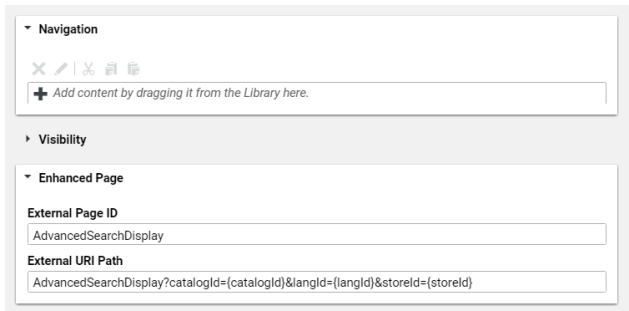 Navigation
Add content by dragging it from the Library here.
Visibility
Enhanced Page
External Page ID
AdvancedSearchDisplay
External URI Path
AdvancedSearchDisplay?catalogId={catalogId}&langId={langId}&storeId={storeId}